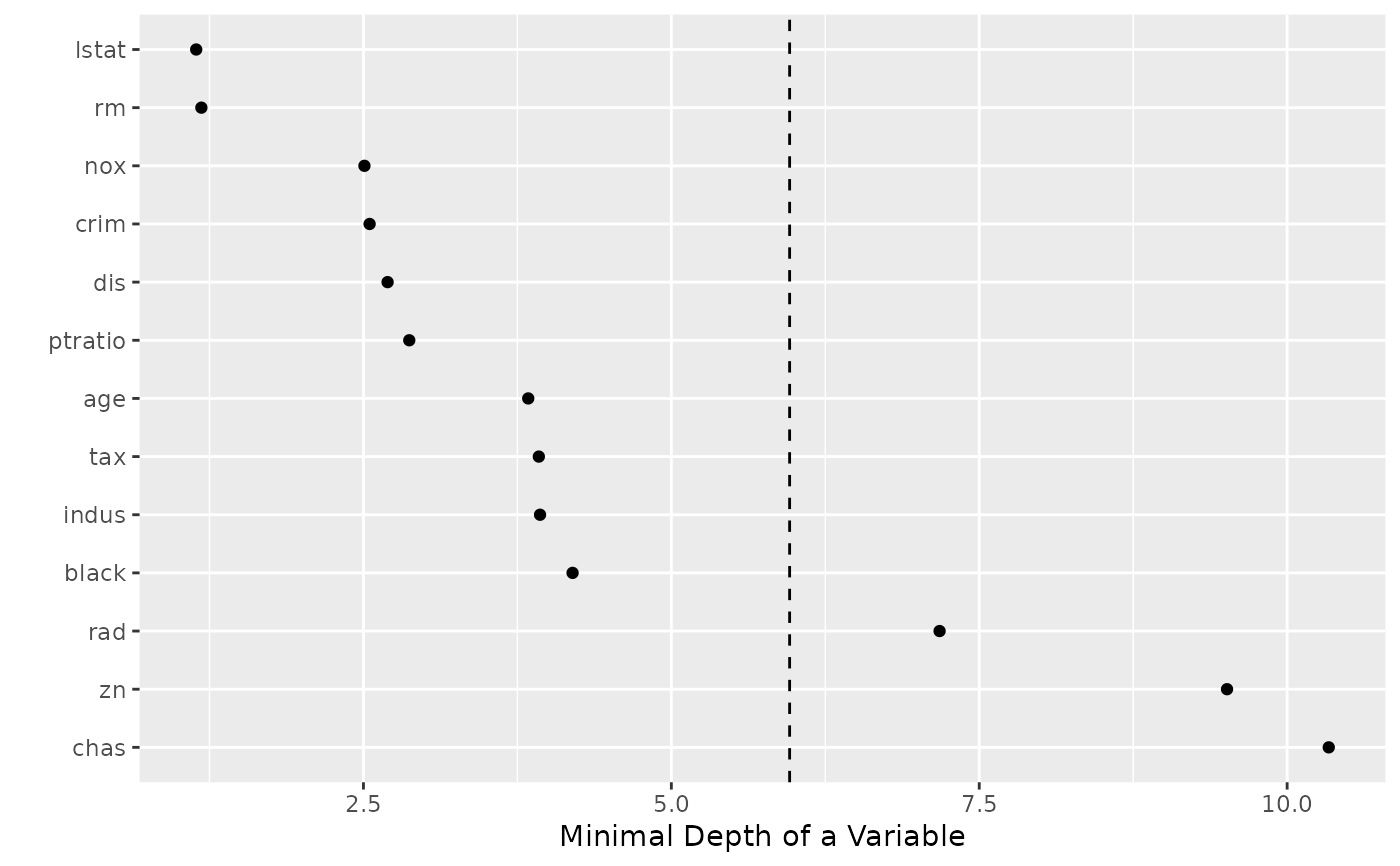 lstat
rm
nox
crim
dis
ptratio
age
tax
indus
black
rad
zn
chas
2.5 5.0 7.5 10.0
Minimal Depth of a Variable